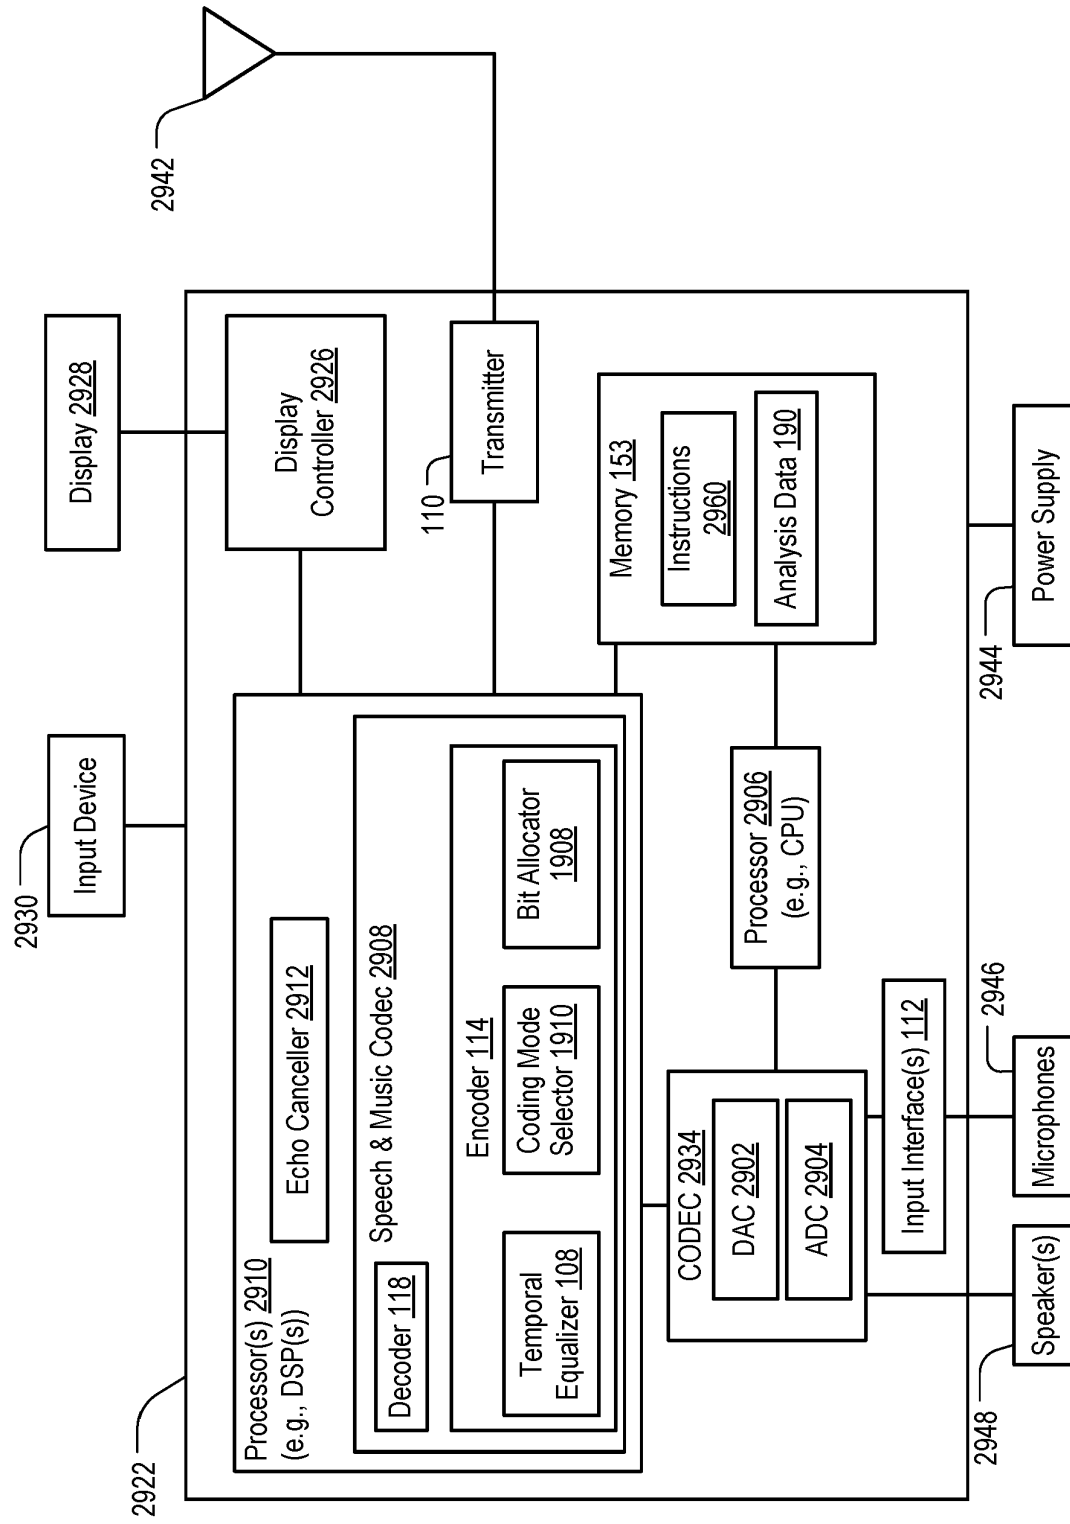 2942
2930
Input Device
Display 2928
2922
Display
Controller 2926
110
Transmitter
Processor(s) 2910
(e.g., DSP(s))
Echo Canceller 2912
Speech & Music Codec 2908
Decoder 118
Encoder 114
Temporal
Equalizer 108
Coding Mode
Selector 1910
Bit Allocator
1908
Memory 153
Instructions
2960
Analysis Data 190
CODEC 2934
DAC 2902
ADC 2904
Processor 2906
(e.g., CPU)
Input Interface(s) 112
2948
Speaker(s)
2946
Microphones
2944
Power Supply